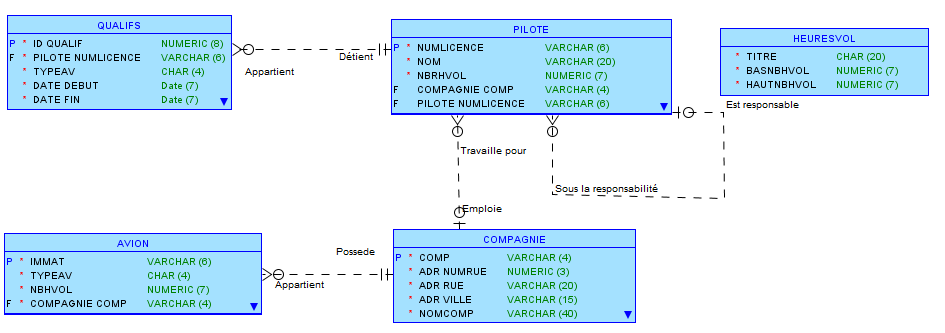 QUALIFS
P * ID QUALIF NUMERIC (8)
F * PILOTE NUMLICENCE VARCHAR (6)
* TYPEAV CHAR (4)
* DATE DEBUT Date (7)
* DATE FIN Date (7)
Appartient
Détient
PILOTE
P * NUMLICENCE VARCHAR (6)
* NOM VARCHAR (20)
* NBRHVOL NUMERIC (7)
F COMPAGNIE COMP VARCHAR (4)
F PILOTE NUMLICENCE VARCHAR (6)
HEURESVOL
* TITRE CHAR (20)
* BASNBHVOL NUMERIC (7)
* HAUTNBHVOL NUMERIC (7)
Est responsable
Travaille pour
Sous la responsabilité
Emploie
AVION
P * IMMAT VARCHAR (6)
* TYPEAV CHAR (4)
* NBHVOL NUMERIC (7)
F * COMPAGNIE COMP VARCHAR (4)
Possede
Appartient
COMPAGNIE
P * COMP VARCHAR (4)
* ADR NUMRUE NUMERIC (3)
* ADR RUE VARCHAR (20)
* ADR VILLE VARCHAR (15)
* NOMCOMP VARCHAR (40)